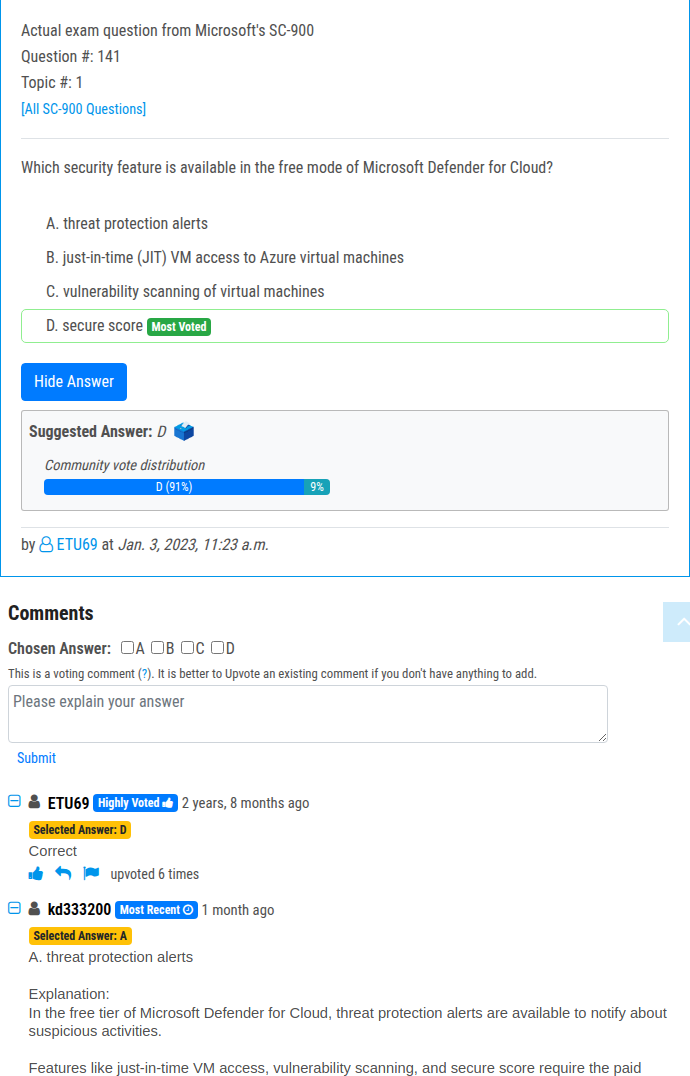 Actual exam question from Microsoft's SC-900
Question #: 141
Topic #: 1
[All SC-900 Questions]
Which security feature is available in the free mode of Microsoft Defender for Cloud?
A. threat protection alerts
B. just-in-time (JIT) VM access to Azure virtual machines
C. vulnerability scanning of virtual machines
D. secure score Most Voted
Hide Answer
Suggested Answer: D
Community vote distribution
D (91%) 9%
by ETU69 at Jan. 3, 2023, 11:23 a.m.
Comments
Chosen Answer: A B C D
This is a voting comment (?). It is better to Upvote an existing comment if you don't have anything to add.
Please explain your answer
Submit
ETU69 Highly Voted 2 years, 8 months ago
Selected Answer: D
Correct
upvoted 6 times
kd333200 Most Recent 1 month ago
Selected Answer: A
A. threat protection alerts
Explanation:
In the free tier of Microsoft Defender for Cloud, threat protection alerts are available to notify about
suspicious activities.
Features like just-in-time VM access, vulnerability scanning, and secure score require the paid